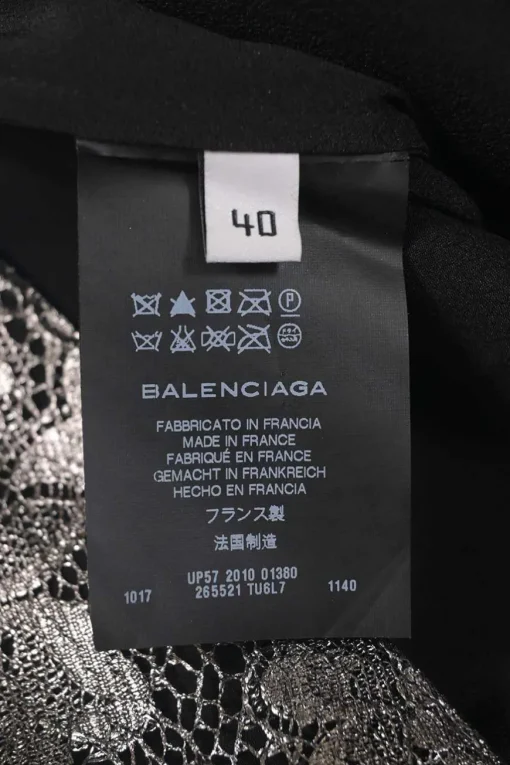 40
P
BALENCIAGA
FABBRICATO IN FRANCIA
MADE IN FRANCE
FABRIQUÉ EN FRANCE
GEMACHT IN FRANKREICH
HECHO EN FRANCIA
フランス製
法国制造
UP57 2010 01380
1017 265521 TU6L7 1140